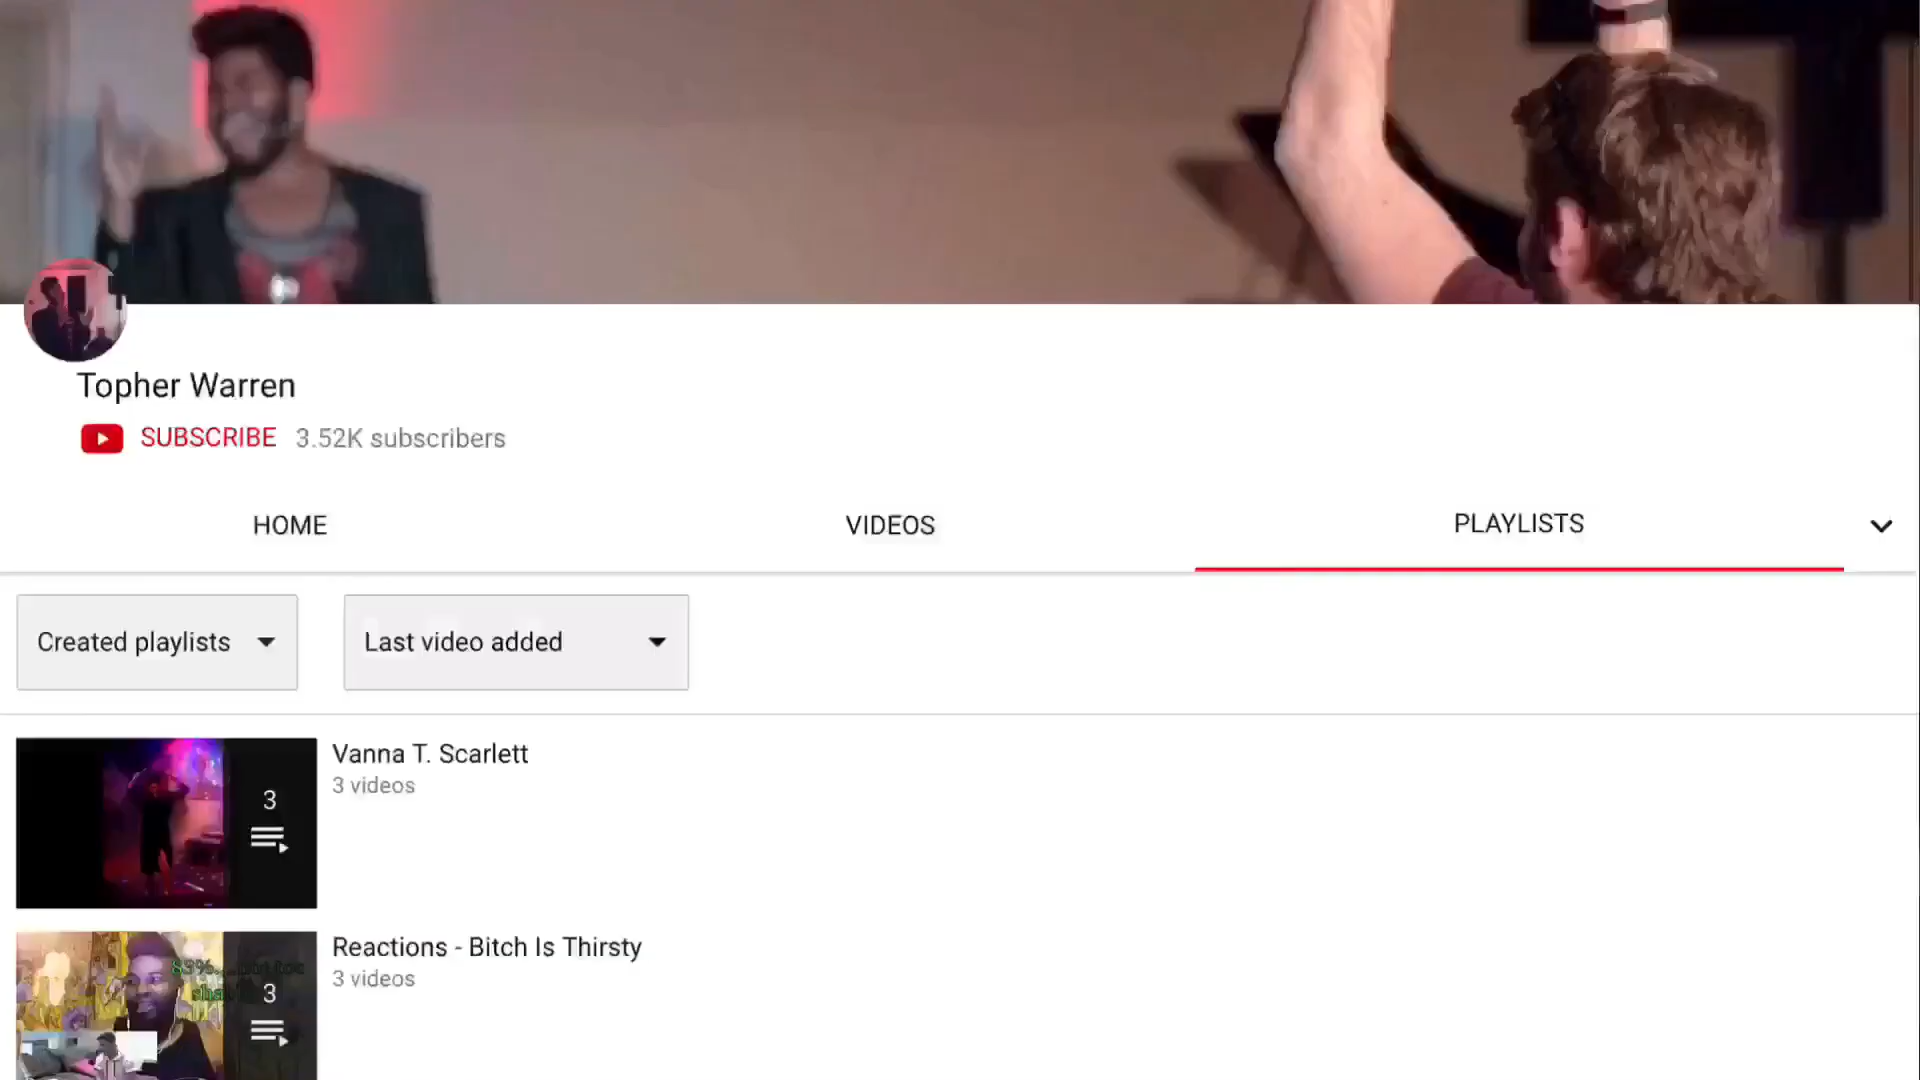 Topher Warren
SUBSCRIBE 3.52K subscribers
HOME VIDEOS PLAYLISTS
Created playlists Last video added
Vanna T. Scarlett
3 videos
3
Reactions - Bitch Is Thirsty
3 videos
83%
3